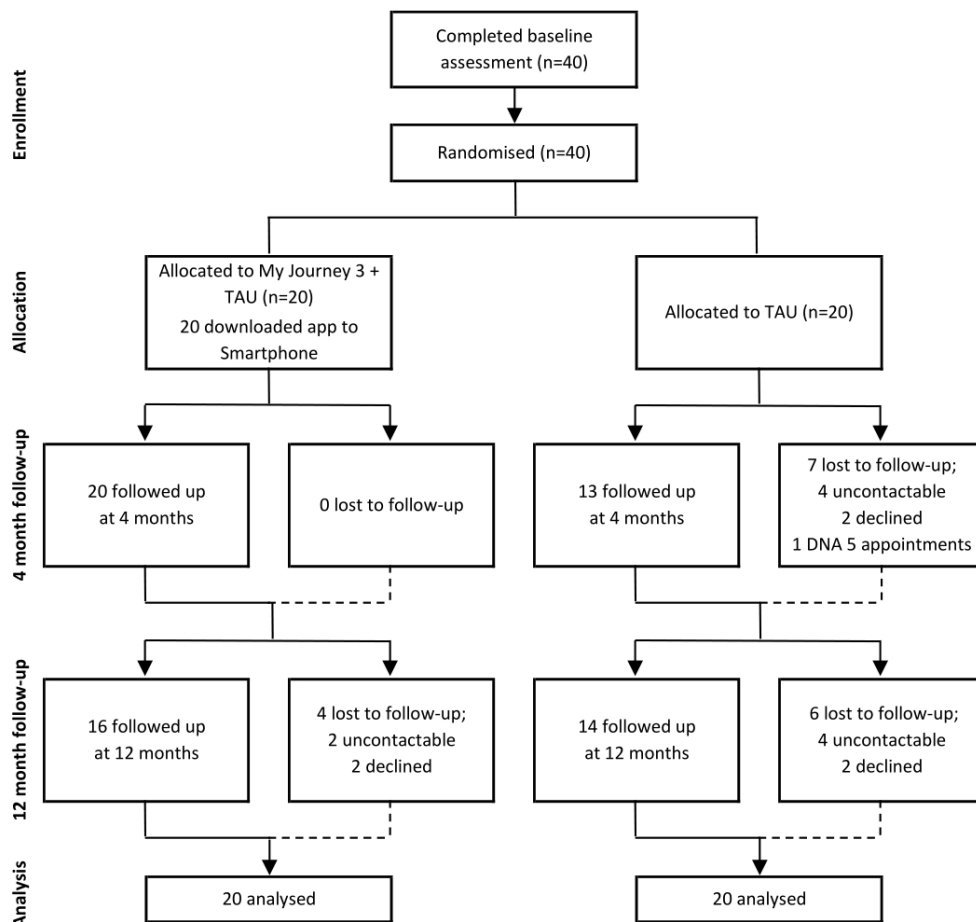 Enrollment
Completed baseline
assessment (n=40)
Randomised (n=40)
Allocation
Allocated to My Journey 3 +
TAU (n=20)
20 downloaded app to
Smartphone
Allocated to TAU (n=20)
4 month follow-up
20 followed up
at 4 months
0 lost to follow-up
13 followed up
at 4 months
7 lost to follow-up;
4 uncontactable
2 declined
1 DNA 5 appointments
12 month follow-up
16 followed up
at 12 months
4 lost to follow-up;
2 uncontactable
2 declined
14 followed up
at 12 months
6 lost to follow-up;
4 uncontactable
2 declined
Analysis
20 analysed
20 analysed